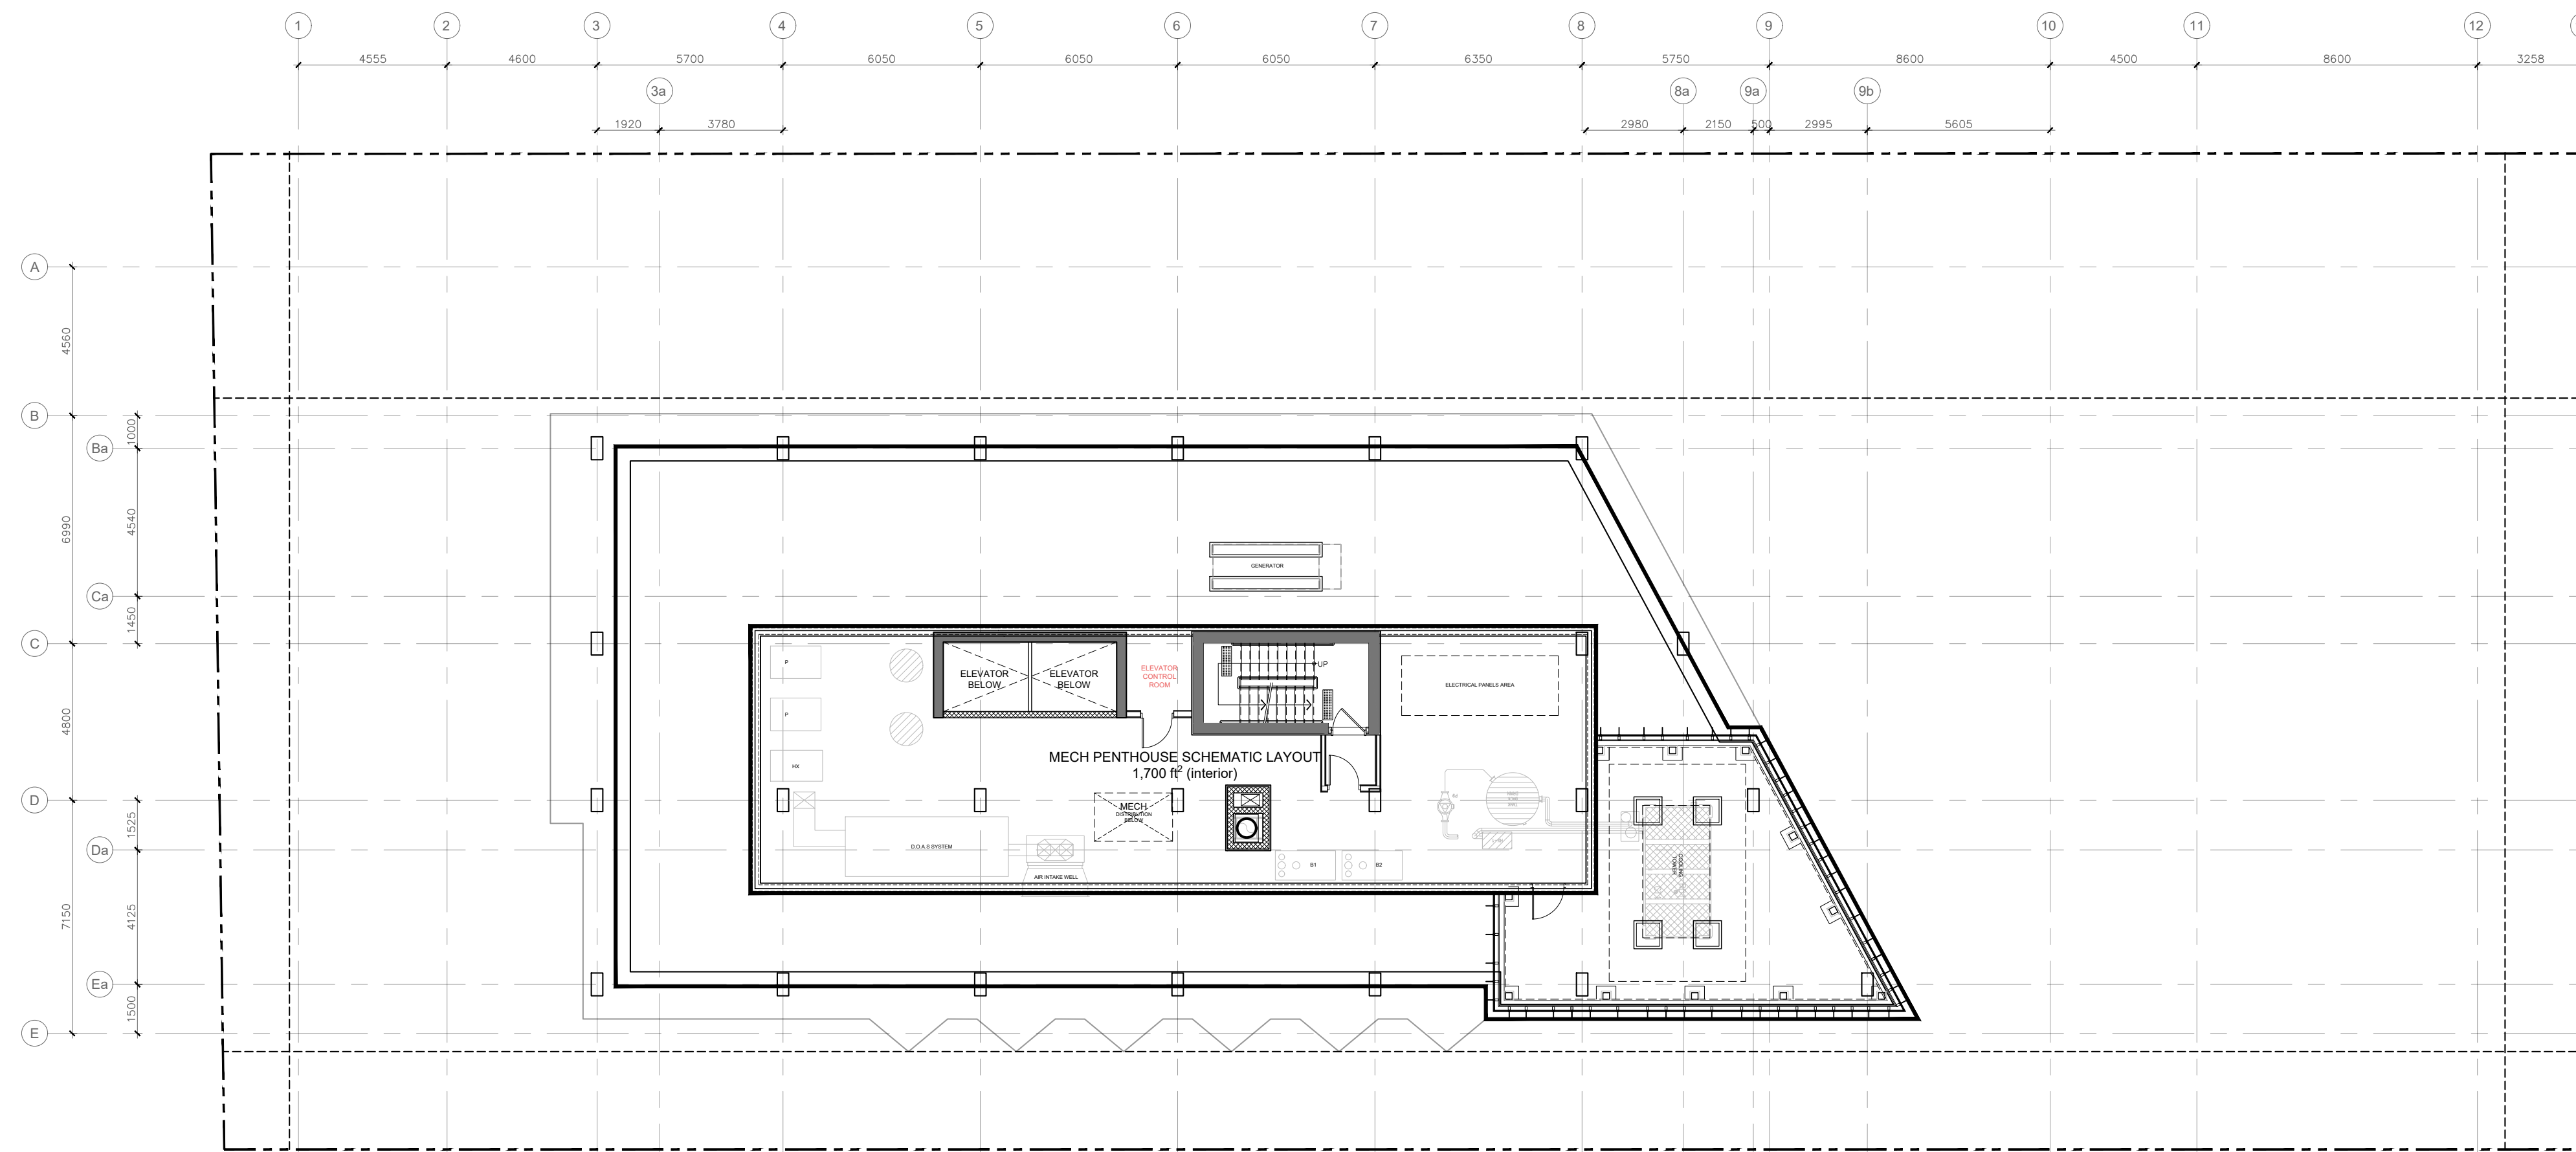 1 2 3 4 5 6 7 8 9 10 11 12
4555 4600 5700 6050 6050 6050 6350 5750 8600 4500 8600 3258
3a 8a 9a 9b
1920 3780 2980 2150 500 2995 5605
A
4560
B
1000
Ba
6990
4540
Ca
1450
C
4800
D
1525
Da
7150
4125
Ea
1500
E
GENERATOR
P
ELEVATOR
BELOW
ELEVATOR
BELOW
ELEVATOR
CONTROL
ROOM
UP
ELECTRICAL PANELS AREA
P
MECH PENTHOUSE SCHEMATIC LAYOUT
1,700 ft2 (interior)
HX
MECH
DISTRIBUTION
BELOW
D.O.A.S SYSTEM
AIR INTAKE WELL
B1
B2
COOLING
TOWER